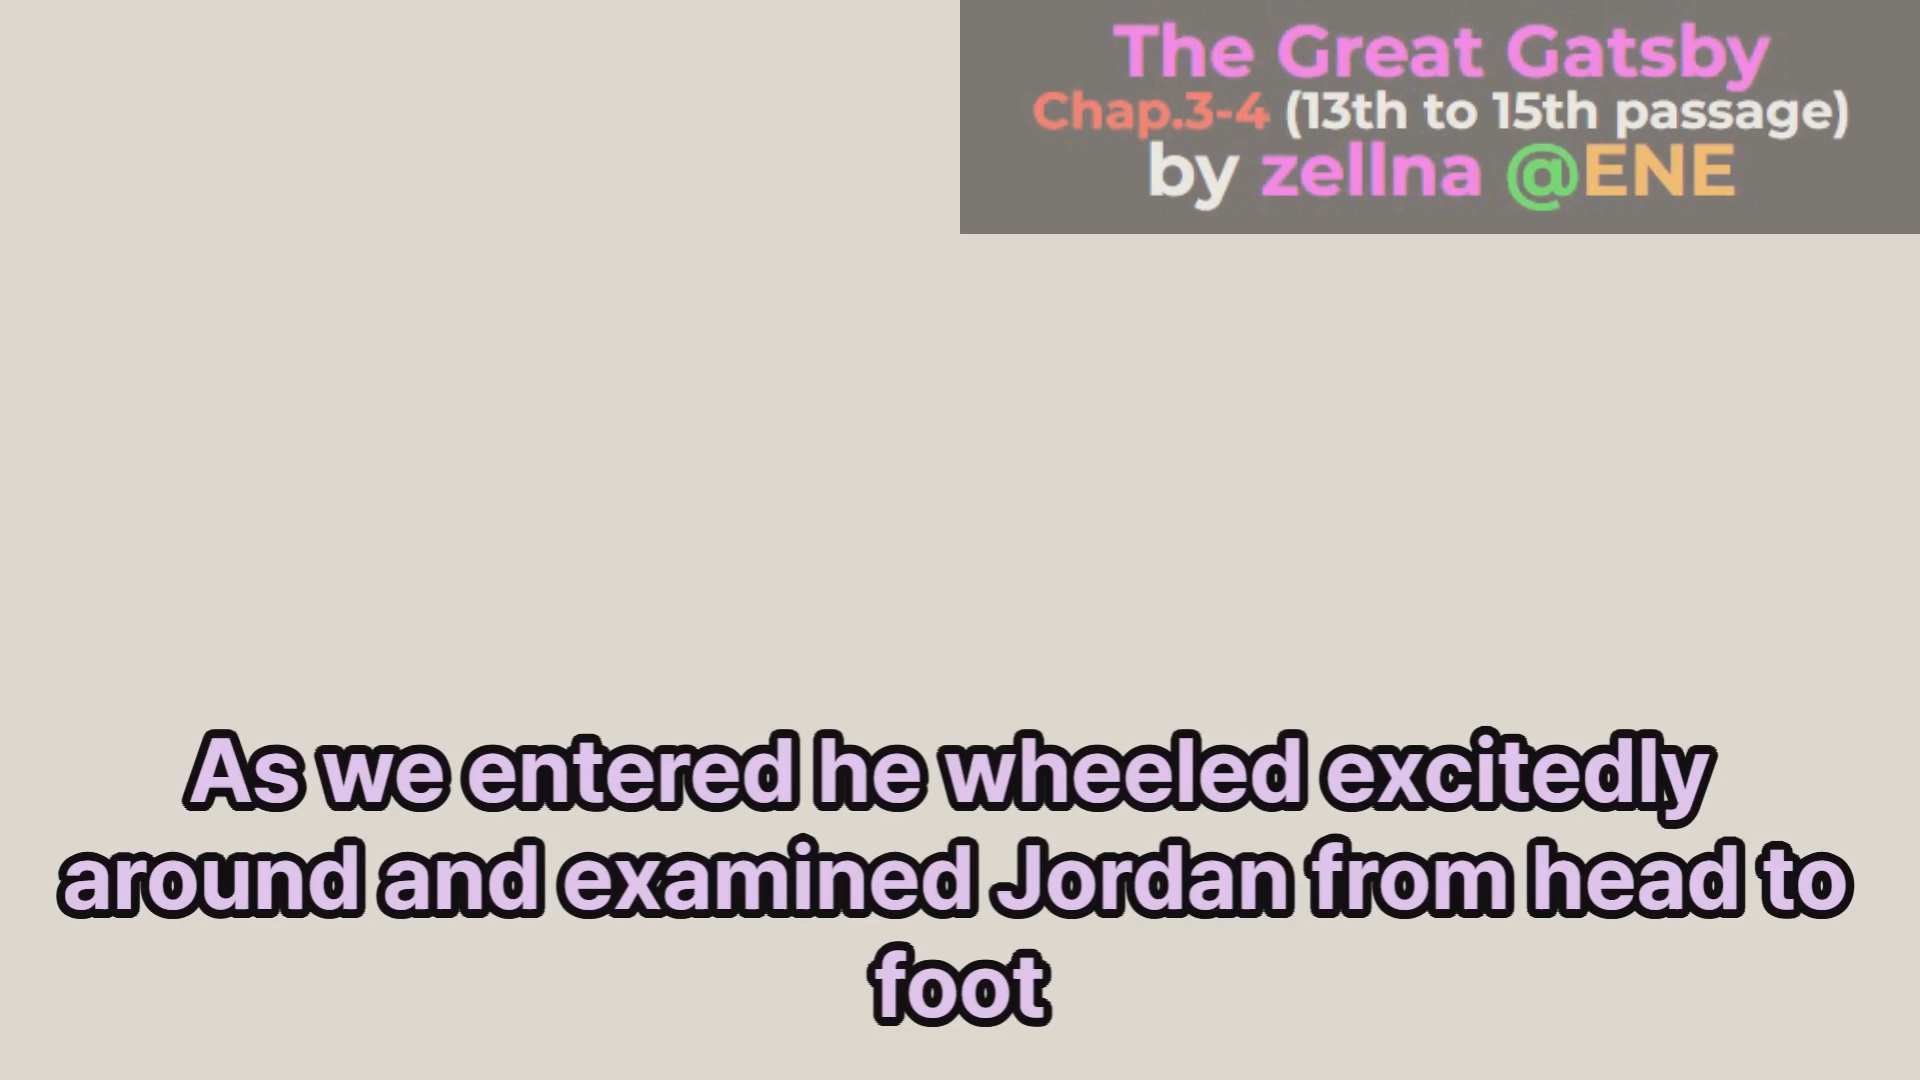 The Great Gatsby
Chap.3-4 (13th to 15th passage)
by zellna @ENE
As we entered he wheeled excitedly
around and examined Jordan from head to
foot